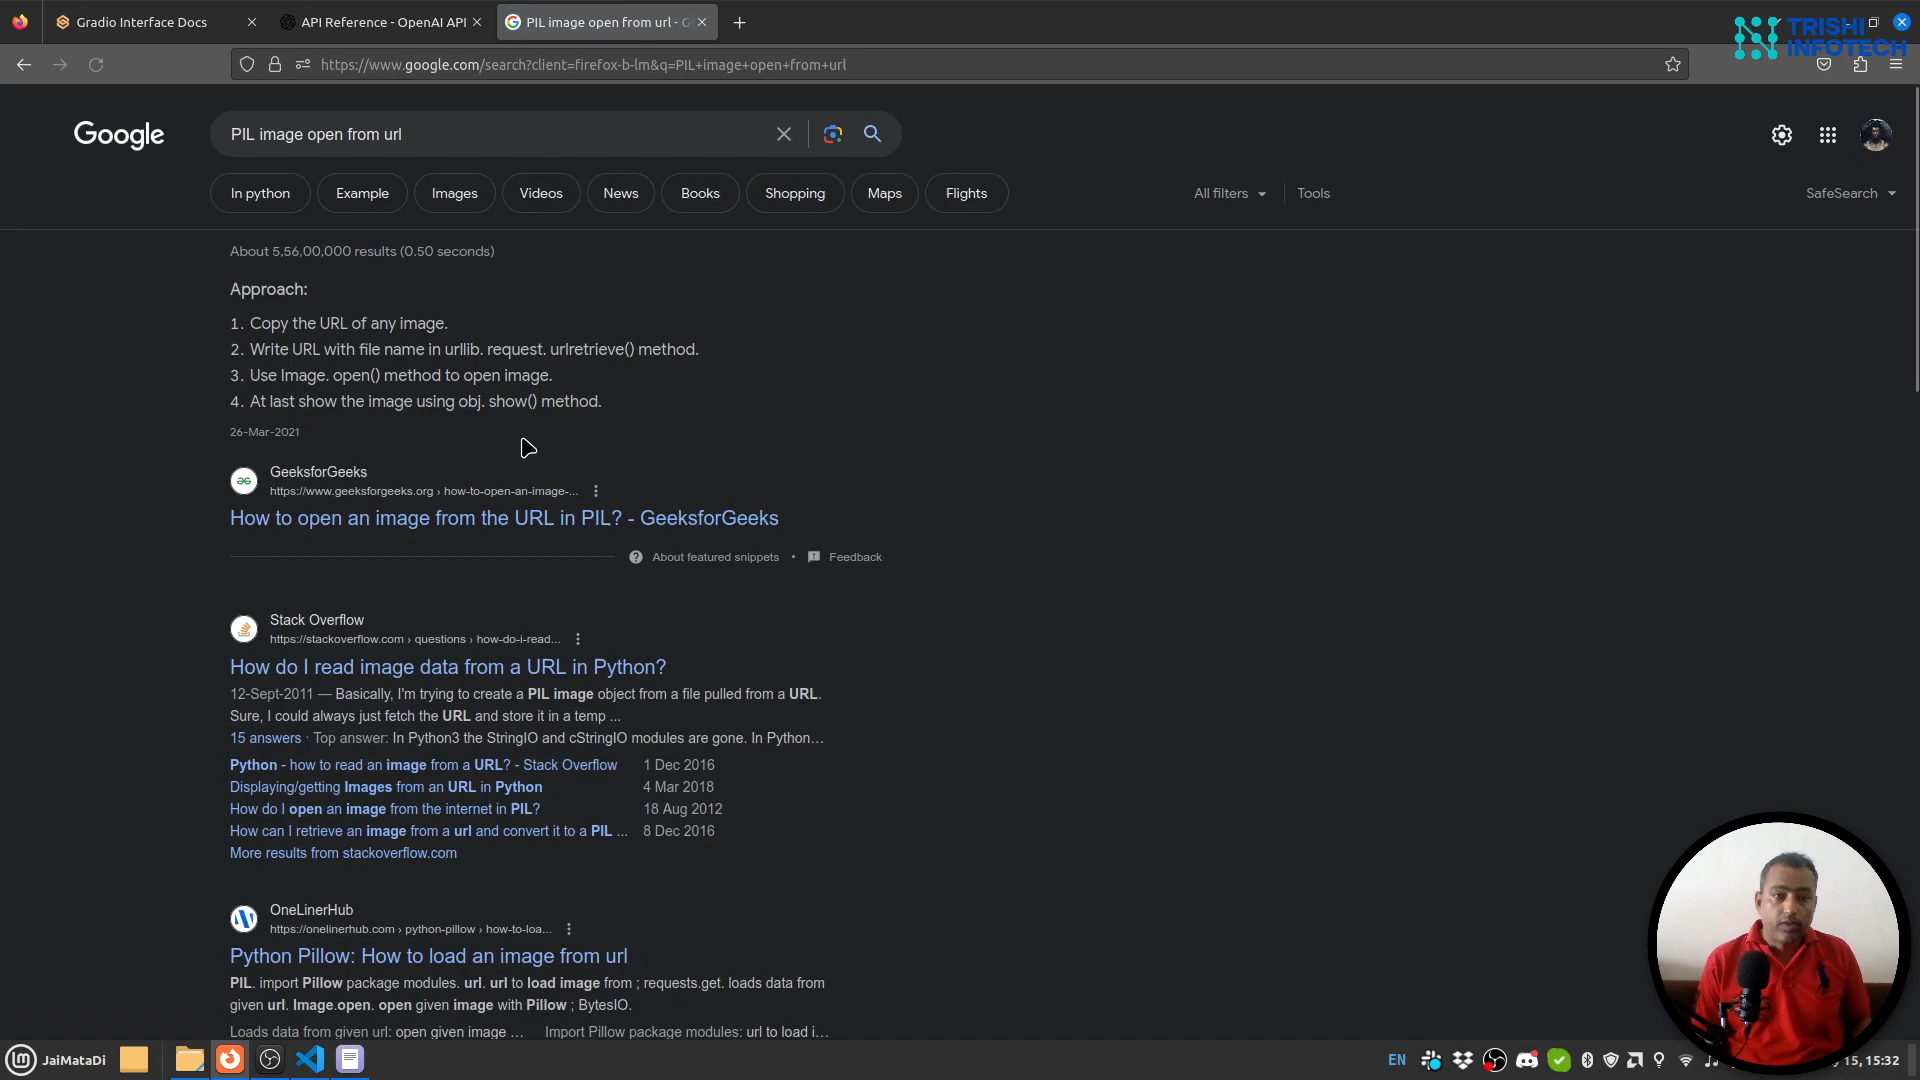 Gradio Interface Docs
API Reference - OpenAI API
PIL image open from url - G
TRISHI
INFOTECH
https://www.google.com/search?client=firefox-b-lm&q=PIL+image+open+from+url
Google
PIL image open from url
In python
Example
Images
Videos
News
Books
Shopping
Maps
Flights
All filters
Tools
SafeSearch
About 5,56,00,000 results (0.50 seconds)
Approach:
1. Copy the URL of any image.
2. Write URL with file name in urllib. request. urlretrieve() method.
3. Use Image. open() method to open image.
4. At last show the image using obj. show() method.
26-Mar-2021
GeeksforGeeks
https://www.geeksforgeeks.org › how-to-open-an-image-...
How to open an image from the URL in PIL? - GeeksforGeeks
About featured snippets • Feedback
Stack Overflow
https://stackoverflow.com › questions › how-do-i-read...
How do I read image data from a URL in Python?
12-Sept-2011 — Basically, I'm trying to create a PIL image object from a file pulled from a URL.
Sure, I could always just fetch the URL and store it in a temp ...
15 answers · Top answer: In Python3 the StringIO and cStringIO modules are gone. In Python...
Python - how to read an image from a URL? - Stack Overflow 1 Dec 2016
Displaying/getting Images from an URL in Python 4 Mar 2018
How do I open an image from the internet in PIL? 18 Aug 2012
How can I retrieve an image from a url and convert it to a PIL ... 8 Dec 2016
More results from stackoverflow.com
OneLinerHub
https://onelinerhub.com › python-pillow › how-to-loa...
Python Pillow: How to load an image from url
PIL. import Pillow package modules. url. url to load image from ; requests.get. loads data from
given url. Image.open. open given image with Pillow ; BytesIO.
Loads data from given url: open given image ... Import Pillow package modules: url to load i...
JaiMataDi
EN
15, 15:32